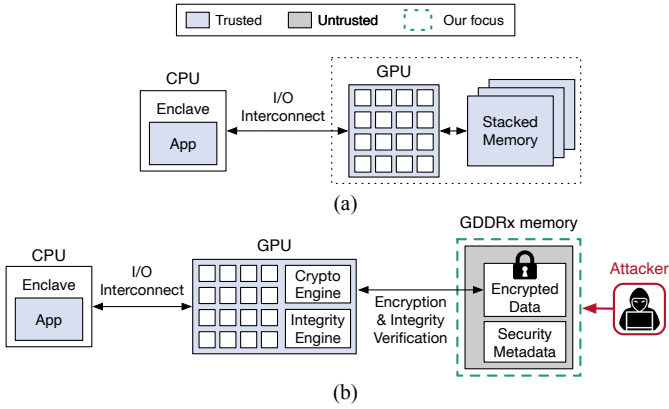 Trusted
Untrusted
Our focus
CPU
Enclave
App
I/O
Interconnect
GPU
Stacked
Memory
(a)
CPU
Enclave
App
I/O
Interconnect
GPU
Crypto
Engine
Integrity
Engine
Encryption
& Integrity
Verification
GDDRx memory
Encrypted
Data
Security
Metadata
Attacker
(b)